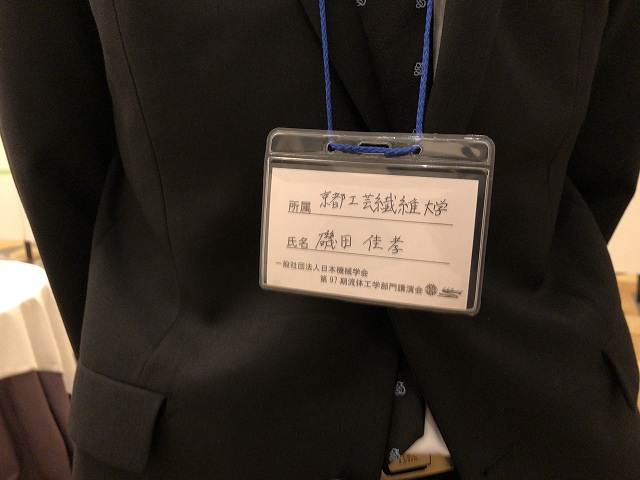 所属 京都工芸繊維大学
氏名 磯田 佳孝
一般社団法人日本機械学会
第97期流体工学部門講演会